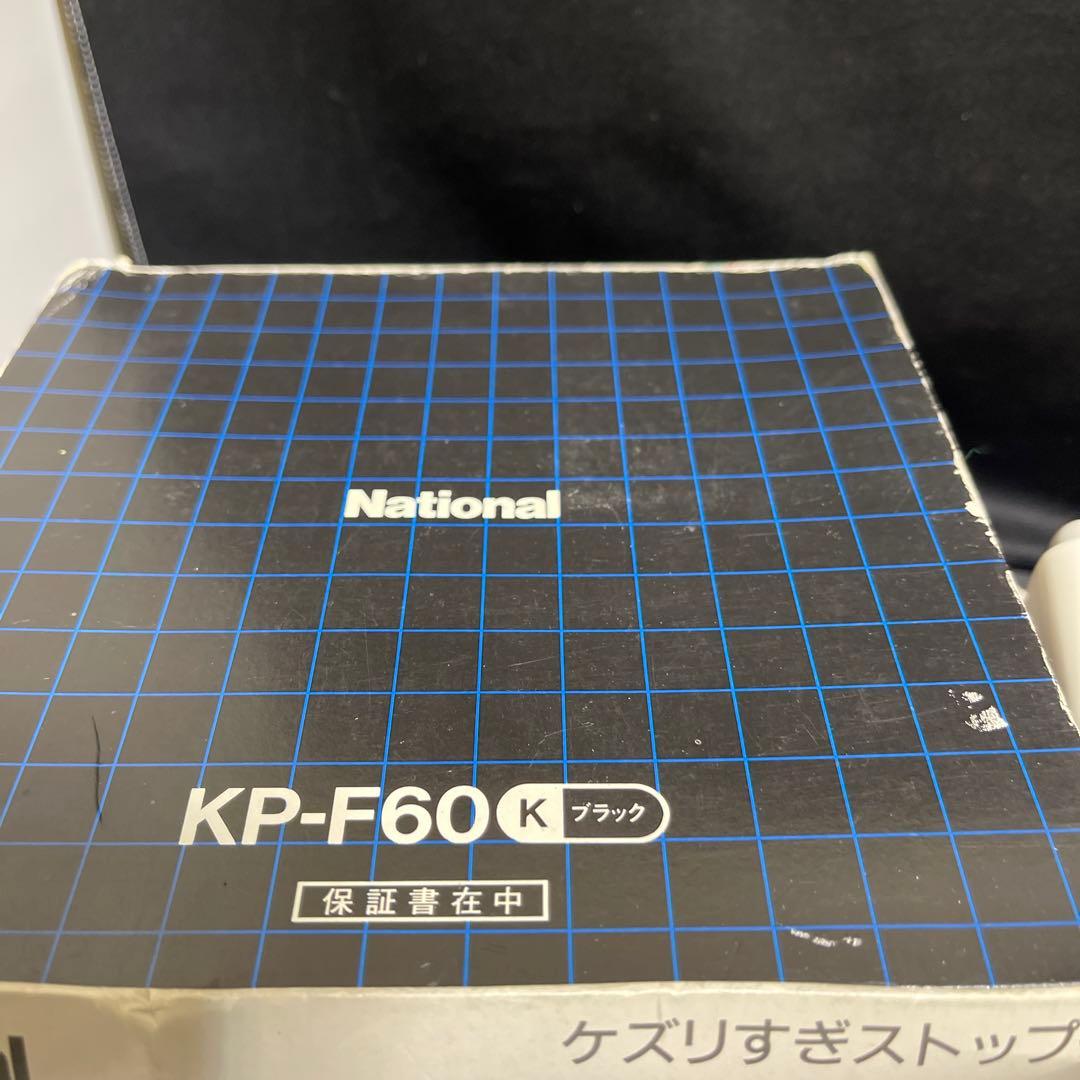 National
KP-F60 K ブラック
保証書在中
ケズリすぎストップ